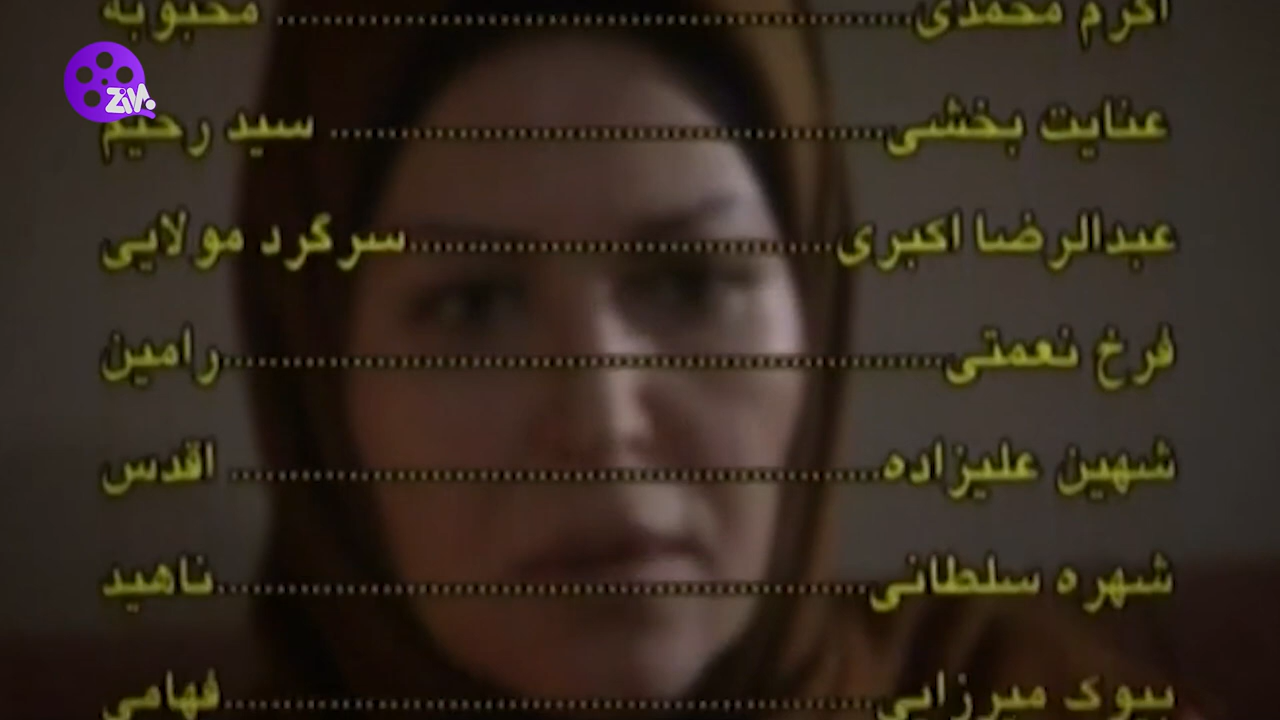 اکرم محمدی..........محبوبه
ZiM.
عنایت بخشی..........سید رحیم
عبدالرضا اکبری..........سرگرد مولایی
فرخ نعمتی..........رامین
شهین علیزاده..........اقدس
شهره سلطانی..........ناهید
بیوک میرزایی..........فهامی